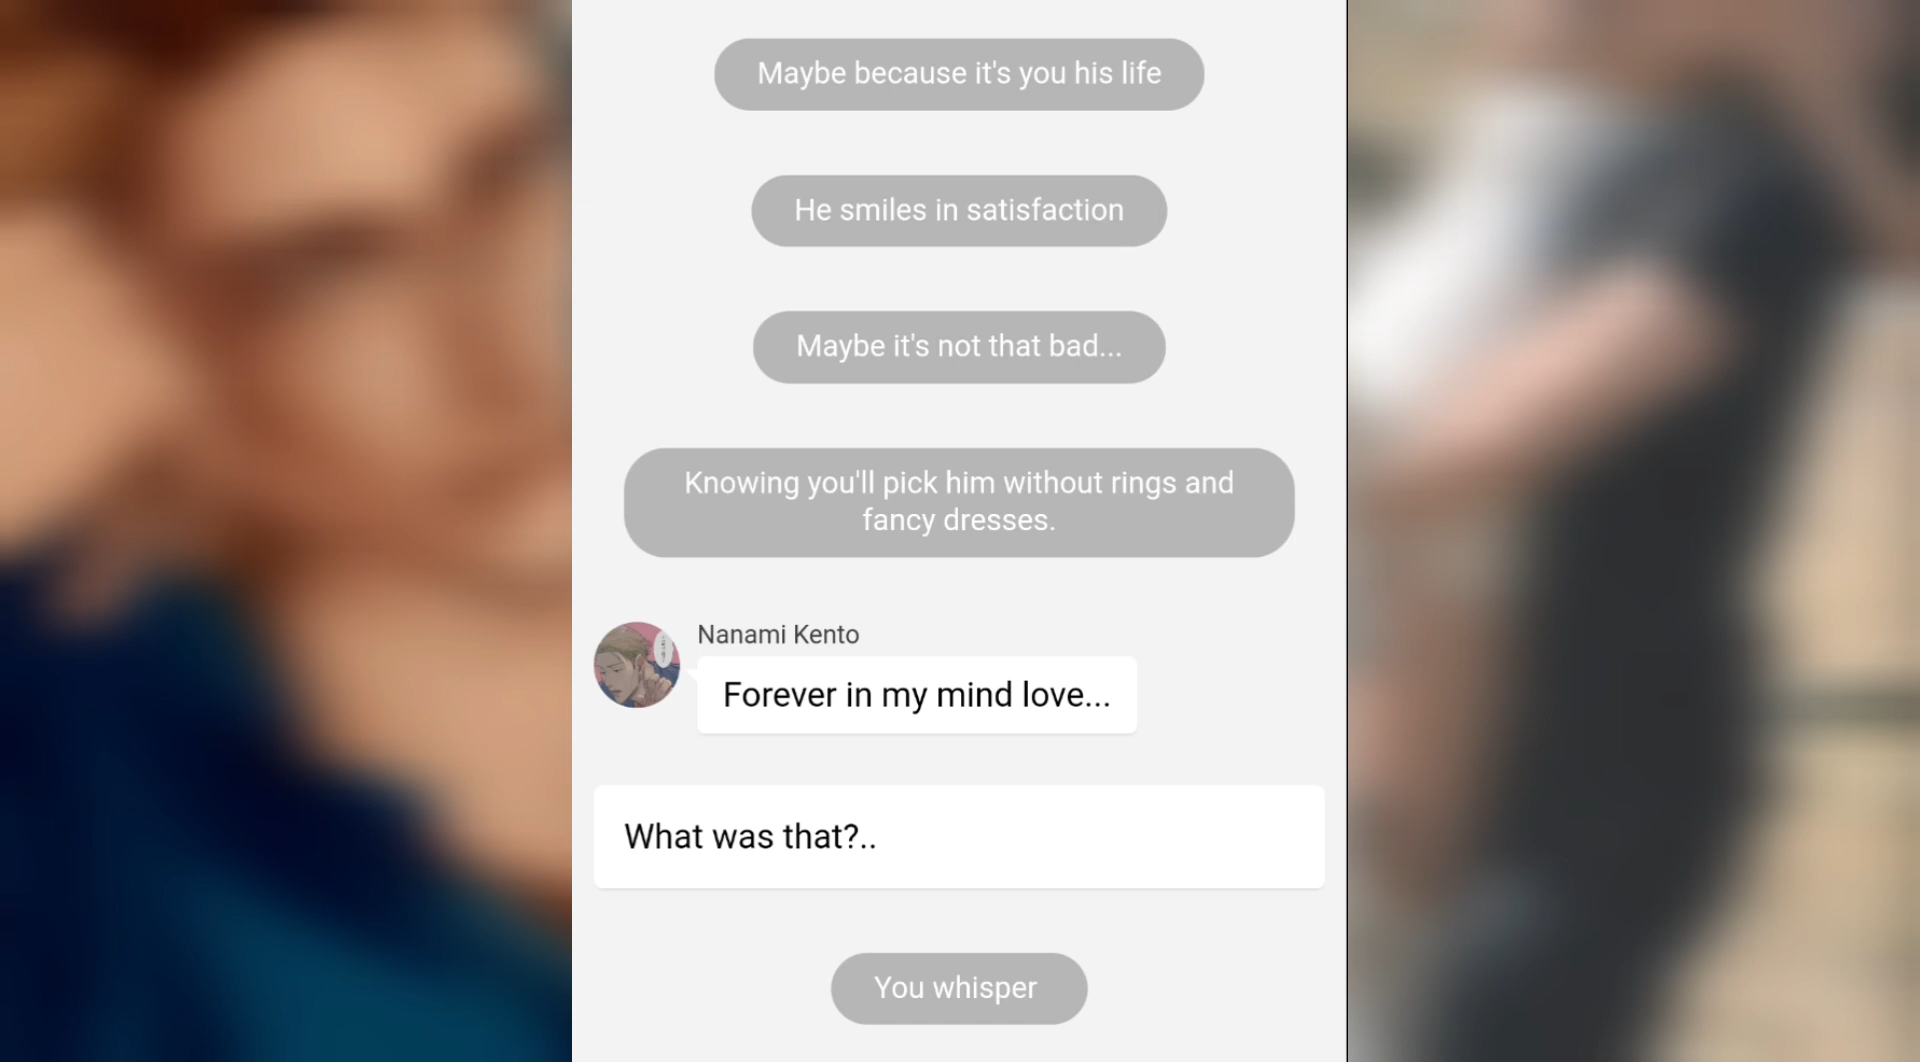 Maybe because it's you his life
He smiles in satisfaction
Maybe it's not that bad...
Knowing you'll pick him without rings and
fancy dresses.
Nanami Kento
Forever in my mind love...
What was that?..
You whisper